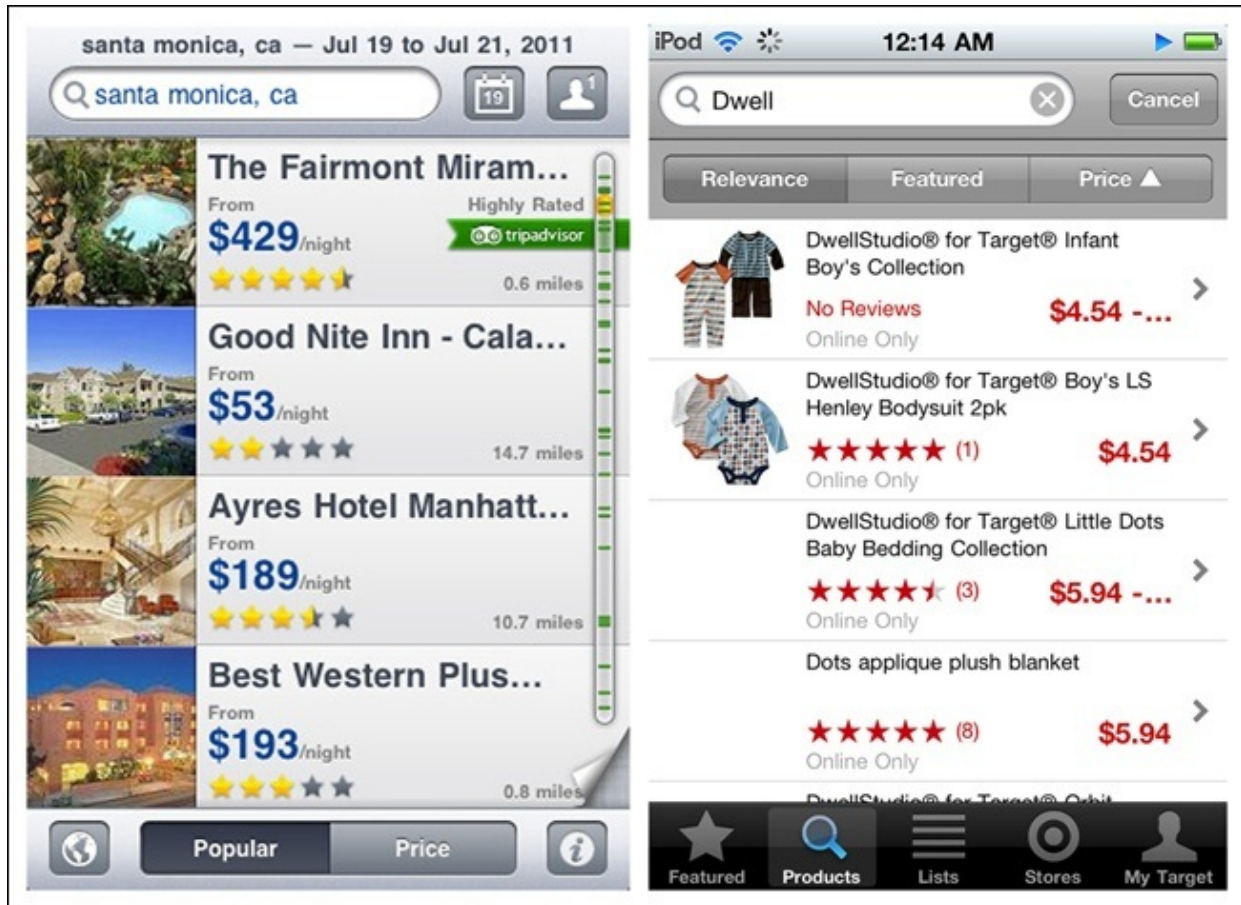 santa monica, ca — Jul 19 to Jul 21, 2011
santa monica, ca
19
1
The Fairmont Miram...
From
Highly Rated
$429/night
tripadvisor
0.6 miles
Good Nite Inn - Cala...
From
$53/night
14.7 miles
Ayres Hotel Manhatt...
From
$189/night
10.7 miles
Best Western Plus...
From
$193/night
0.8 miles
Popular
Price
i
iPod
12:14 AM
Dwell
Cancel
Relevance
Featured
Price
DwellStudio® for Target® Infant
Boy's Collection
No Reviews
$4.54 -...
Online Only
DwellStudio® for Target® Boy's LS
Henley Bodysuit 2pk
(1)
$4.54
Online Only
DwellStudio® for Target® Little Dots
Baby Bedding Collection
(3)
$5.94 -...
Online Only
Dots applique plush blanket
(8)
$5.94
Online Only
DwellStudio® for Target® Orbit
Featured
Products
Lists
Stores
My Target